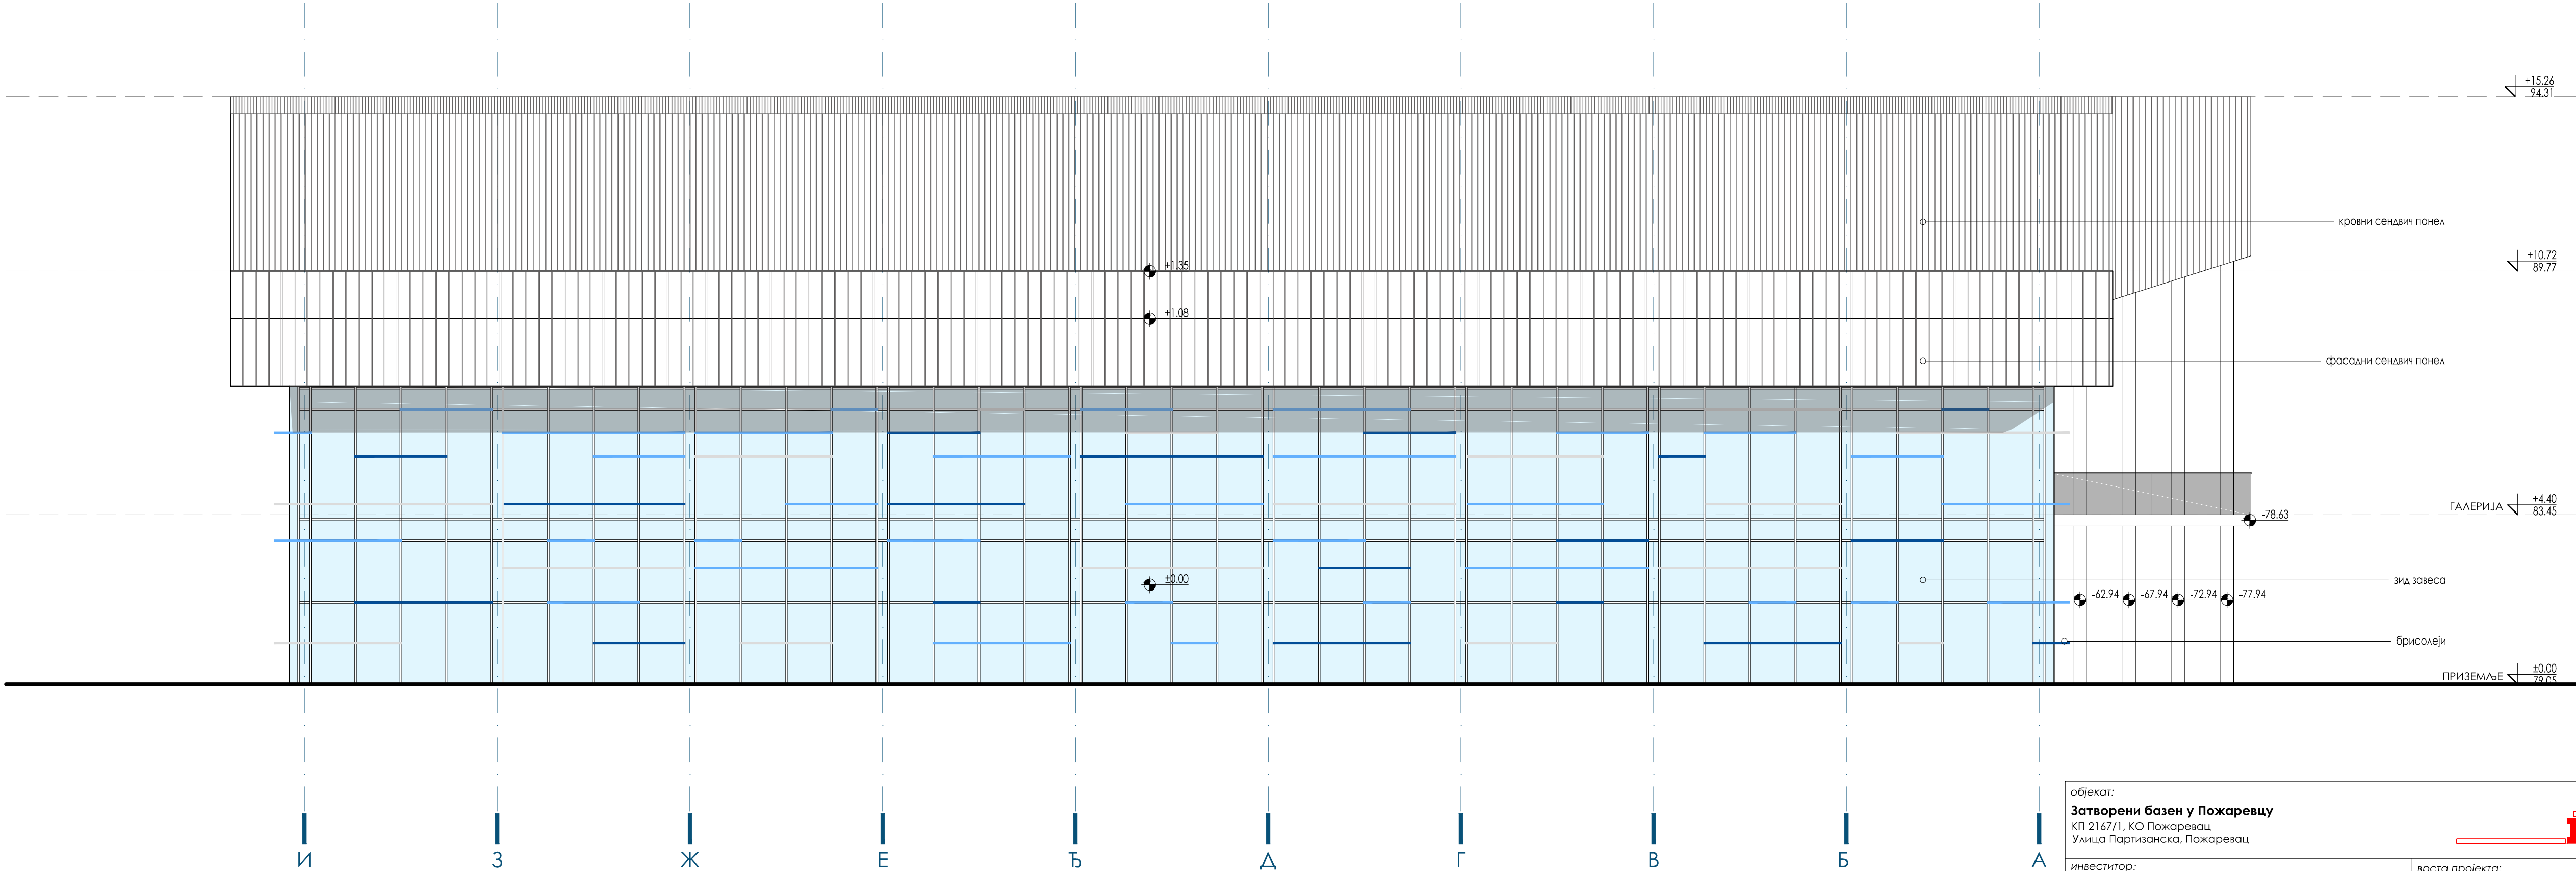 +15.26
94.31
кровни сендвич панел
+10.72
89.77
+1.35
+1.08
фасадни сендвич панел
ГАЛЕРИЈА
+4.40
83.45
-78.63
±0.00
зид завеса
-62.94 -67.94 -72.94 -77.94
брисолеји
ПРИЗЕМЉЕ
±0.00
79.05
И З Ж Е Ђ Д Г В Б А
објекат:
Затворени базен у Пожаревцу
КП 2167/1, КО Пожаревац
Улица Партизанска, Пожаревац
инвеститор:
врста пројекта: